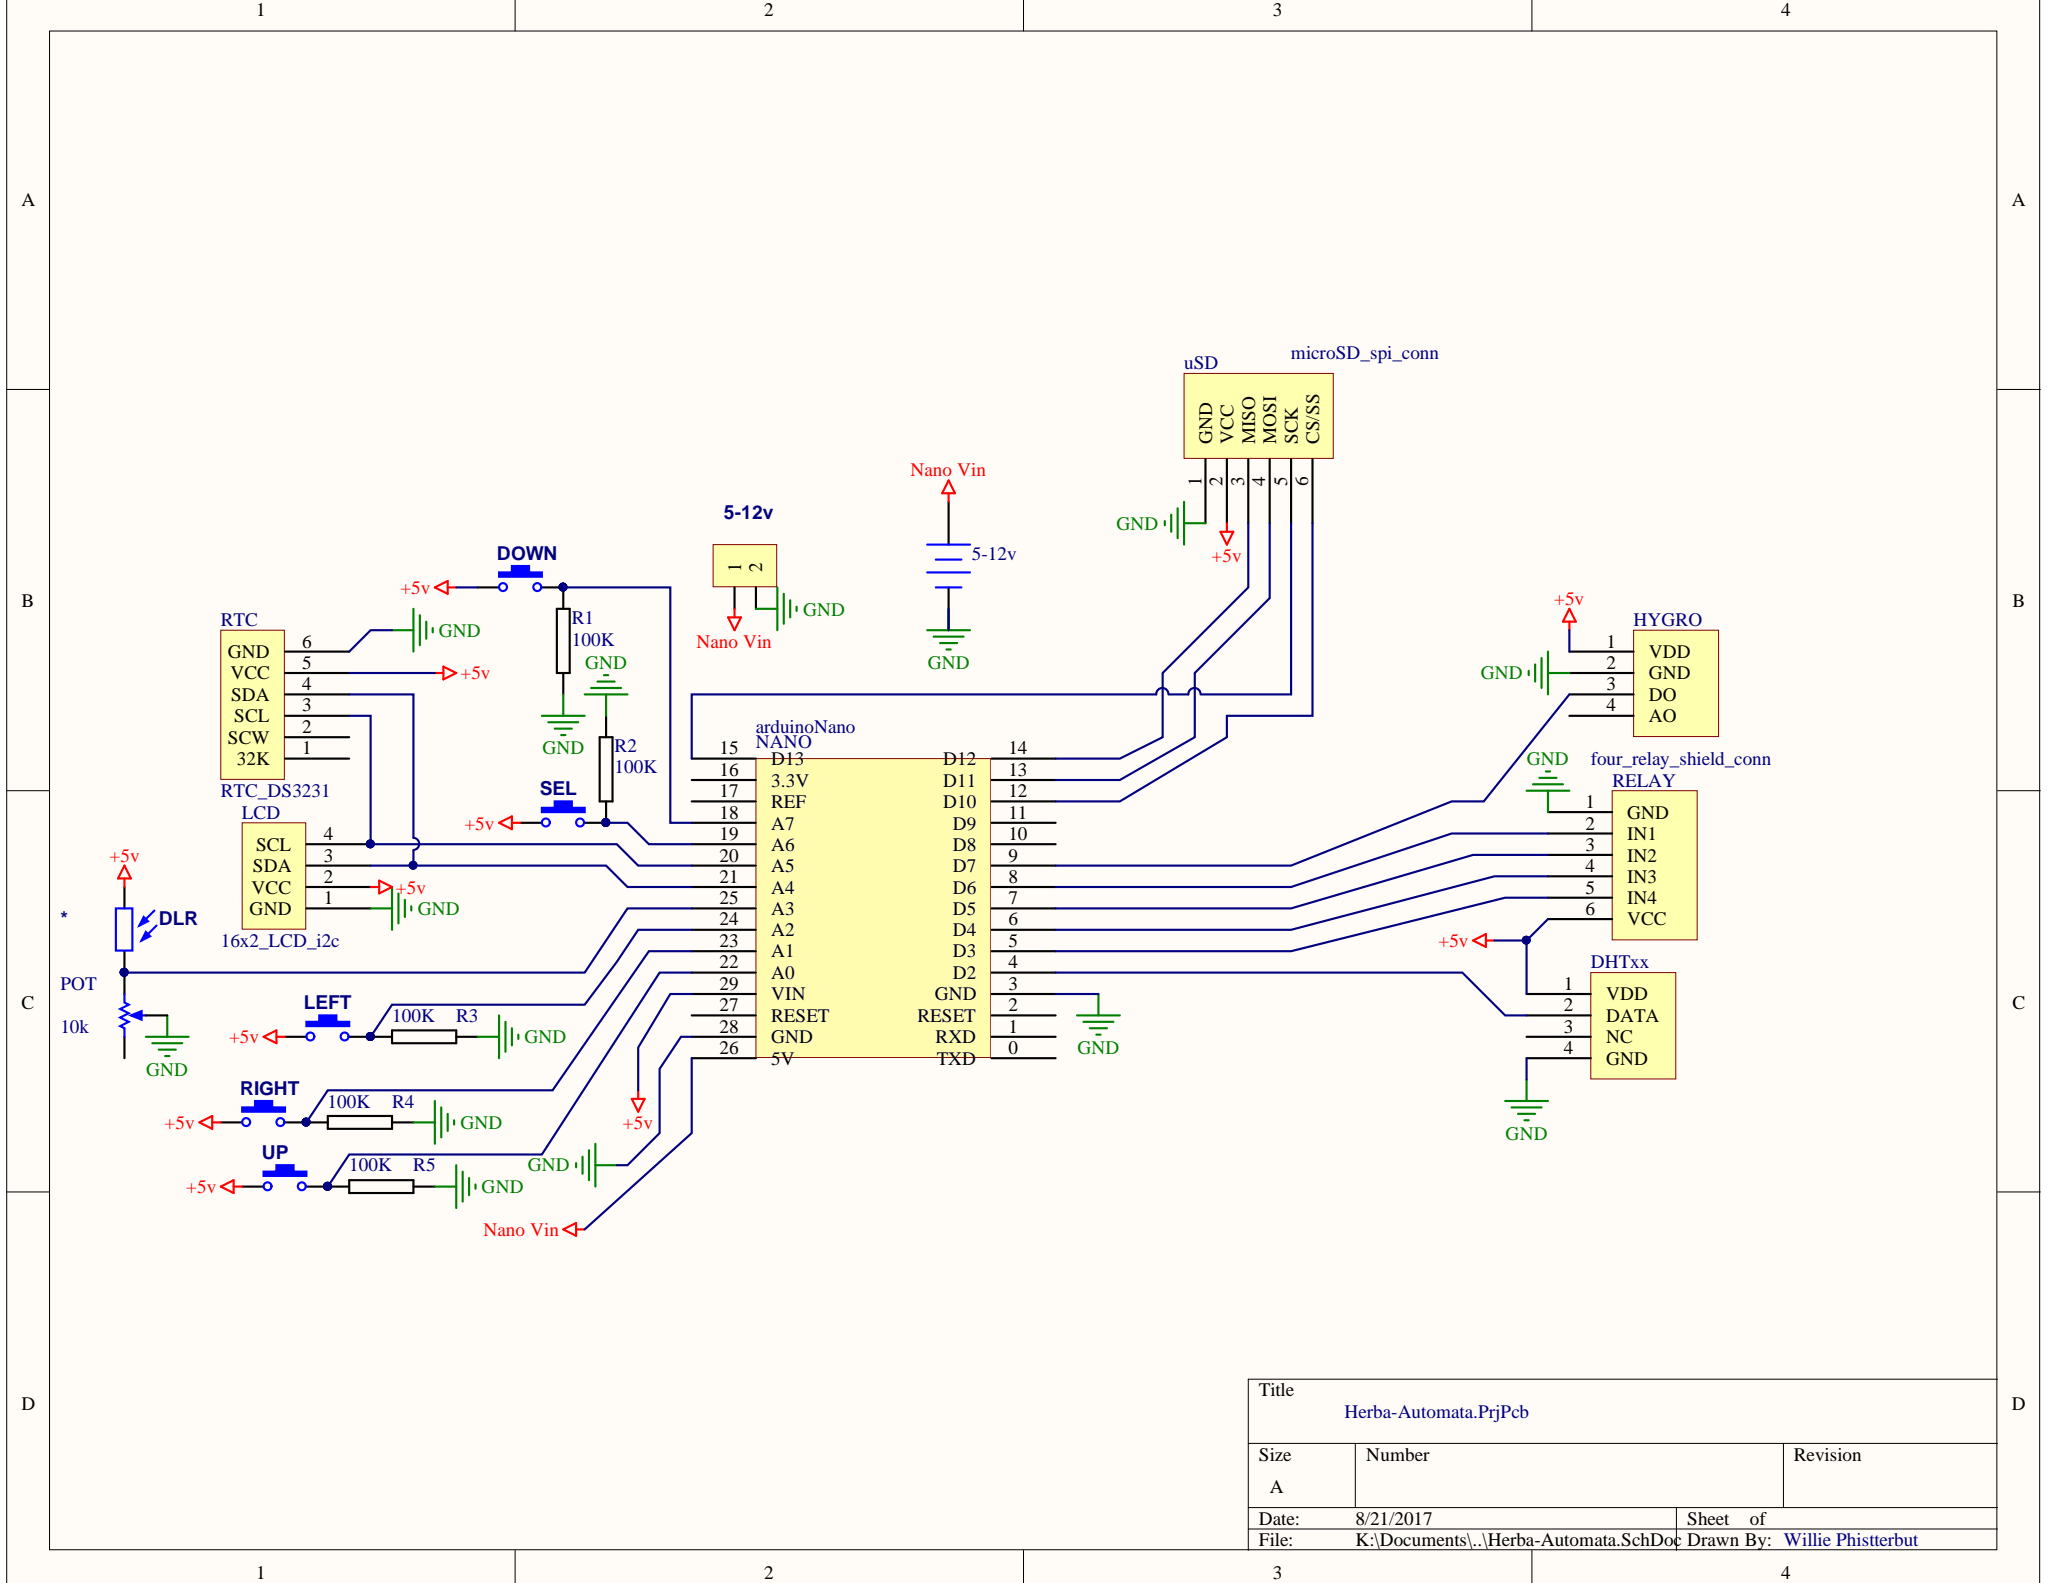 1
2
3
4
A
A
B
B
C
C
D
D
1
2
3
4
uSD
microSD_spi_conn
GND
VCC
MISO
MOSI
SCK
CS/SS
1
2
3
4
5
6
GND
+5v
Nano Vin
5-12v
GND
5-12v
1
2
GND
Nano Vin
DOWN
+5v
R1
100K
GND
GND
R2
100K
SEL
+5v
RTC
GND 6
VCC 5
SDA 4
SCL 3
SCW 2
32K 1
RTC_DS3231
GND
+5v
LCD
SCL 4
SDA 3
VCC 2
GND 1
16x2_LCD_i2c
+5v
GND
+5v
*
DLR
POT
10k
GND
LEFT
+5v
100K R3
GND
RIGHT
+5v
100K R4
GND
UP
+5v
100K R5
GND
arduinoNano
NANO
15 D13
16 3.3V
17 REF
18 A7
19 A6
20 A5
21 A4
25 A3
24 A2
23 A1
22 A0
29 VIN
27 RESET
28 GND
26 5V
D12 14
D11 13
D10 12
D9 11
D8 10
D7 9
D6 8
D5 7
D4 6
D3 5
D2 4
GND 3
RESET 2
RXD 1
TXD 0
+5v
GND
Nano Vin
GND
+5v
HYGRO
1 VDD
2 GND
3 DO
4 AO
GND
GND
four_relay_shield_conn
RELAY
1 GND
2 IN1
3 IN2
4 IN3
5 IN4
6 VCC
+5v
DHTxx
1 VDD
2 DATA
3 NC
4 GND
GND
Title
Herba-Automata.PrjPcb
Size
Number
Revision
A
Date: 8/21/2017
Sheet of
File: K:\Documents\..\Herba-Automata.SchDoc
Drawn By: Willie Phistterbut